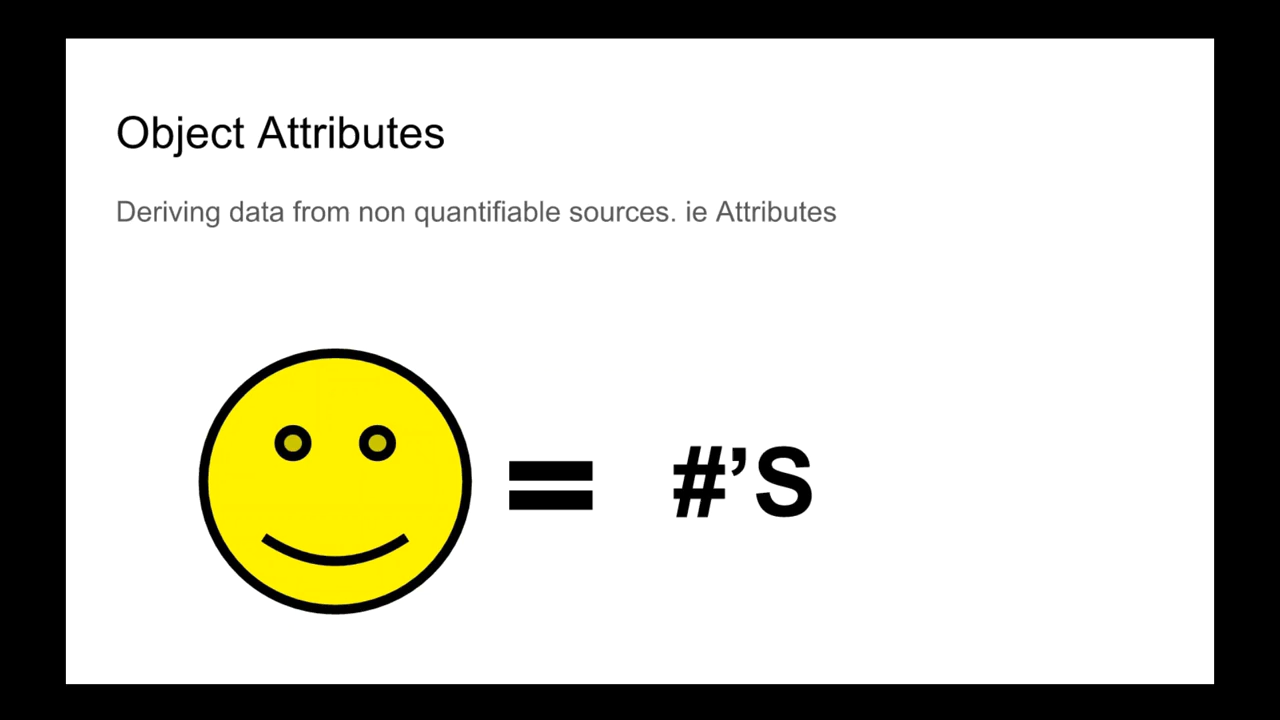 Object Attributes
Deriving data from non quantifiable sources. ie Attributes
= #’S